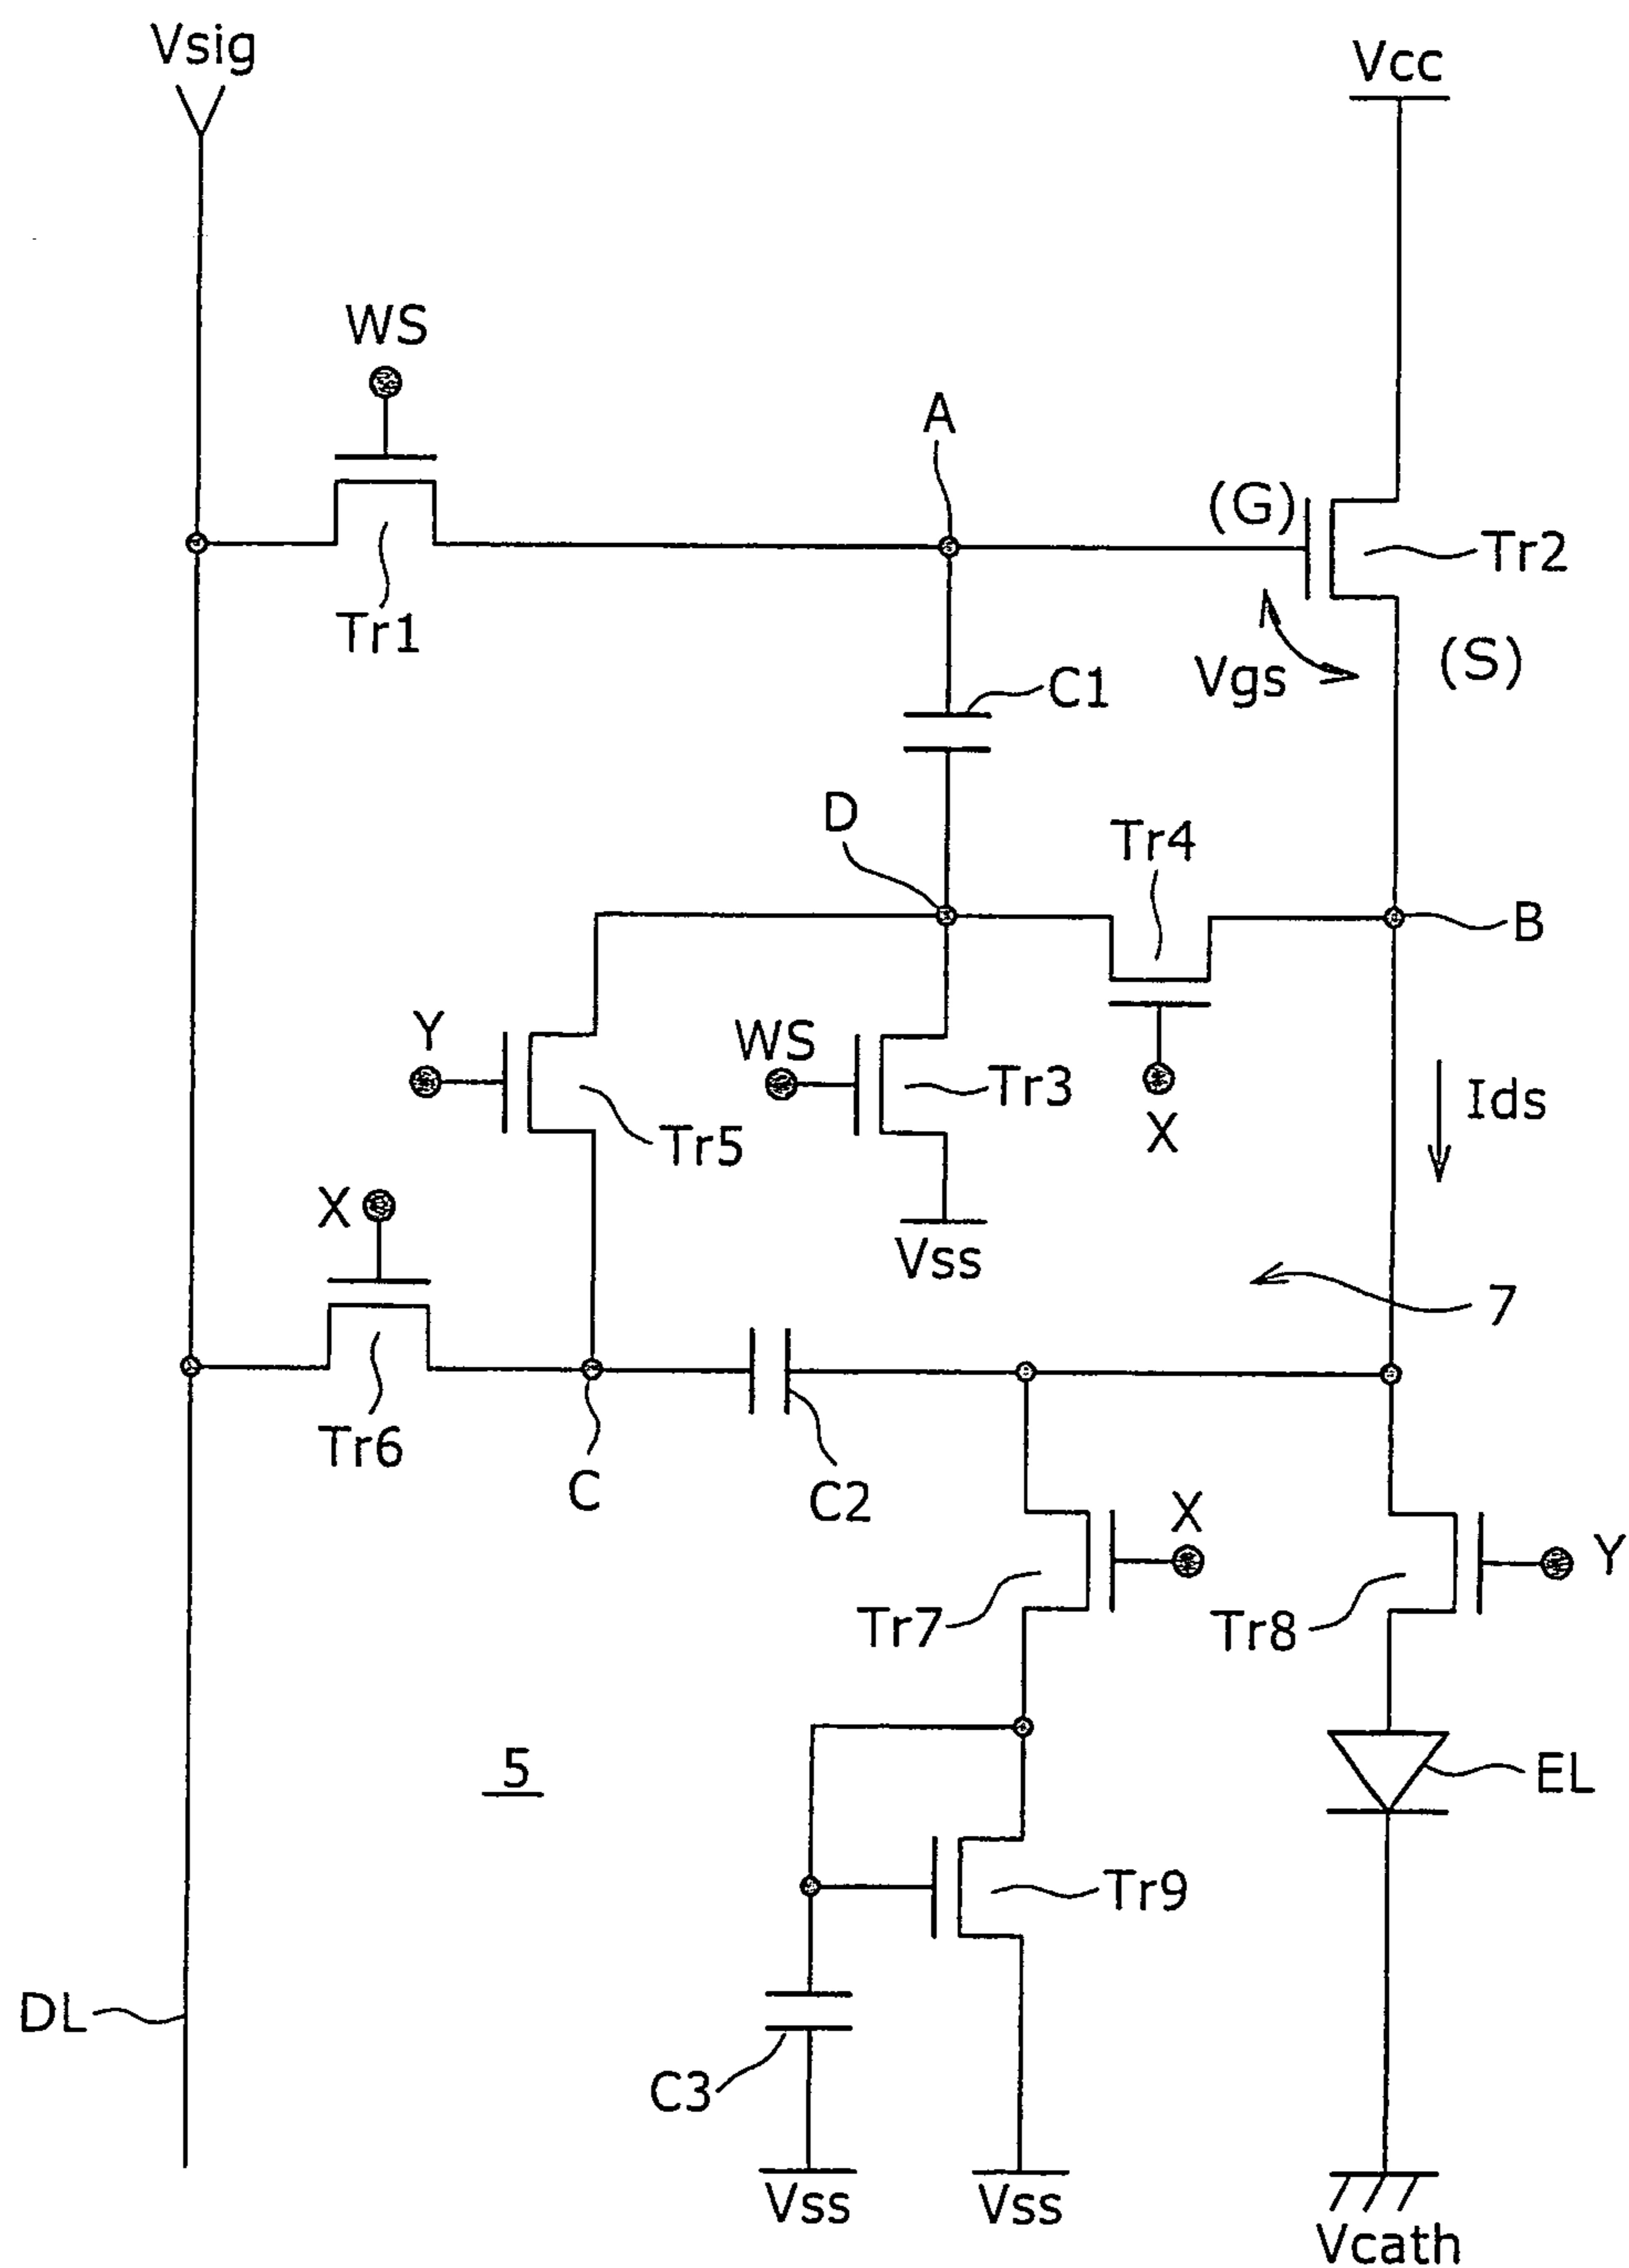 Vsig
Vcc
WS
A
(G)
Tr2
Tr1
Vgs
(S)
C1
D
Tr4
B
Y
WS
Tr3
X
Ids
Tr5
X
Vss
7
Tr6
C
C2
X
Y
Tr7
Tr8
5
EL
Tr9
DL
C3
Vss
Vss
Vcath